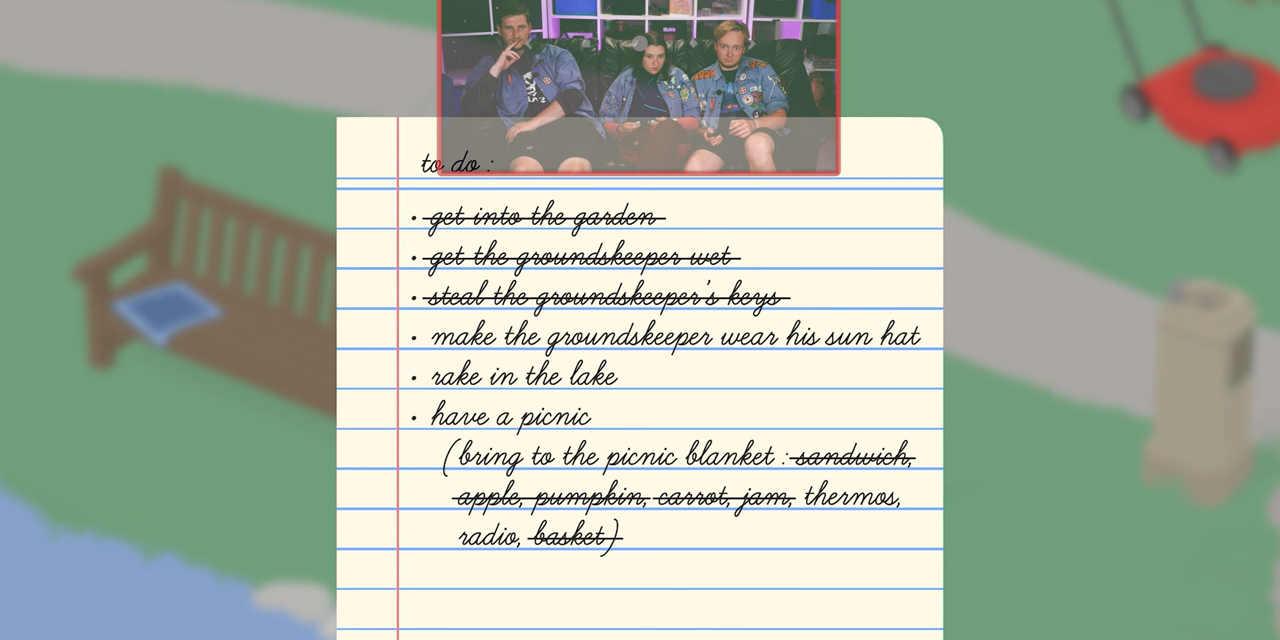 to do :
• get into the garden
• get the groundskeeper wet
• steal the groundskeeper's keys
• make the groundskeeper wear his sun hat
• rake in the lake
• have a picnic
(bring to the picnic blanket : sandwich,
apple, pumpkin, carrot, jam, thermos,
radio, basket)